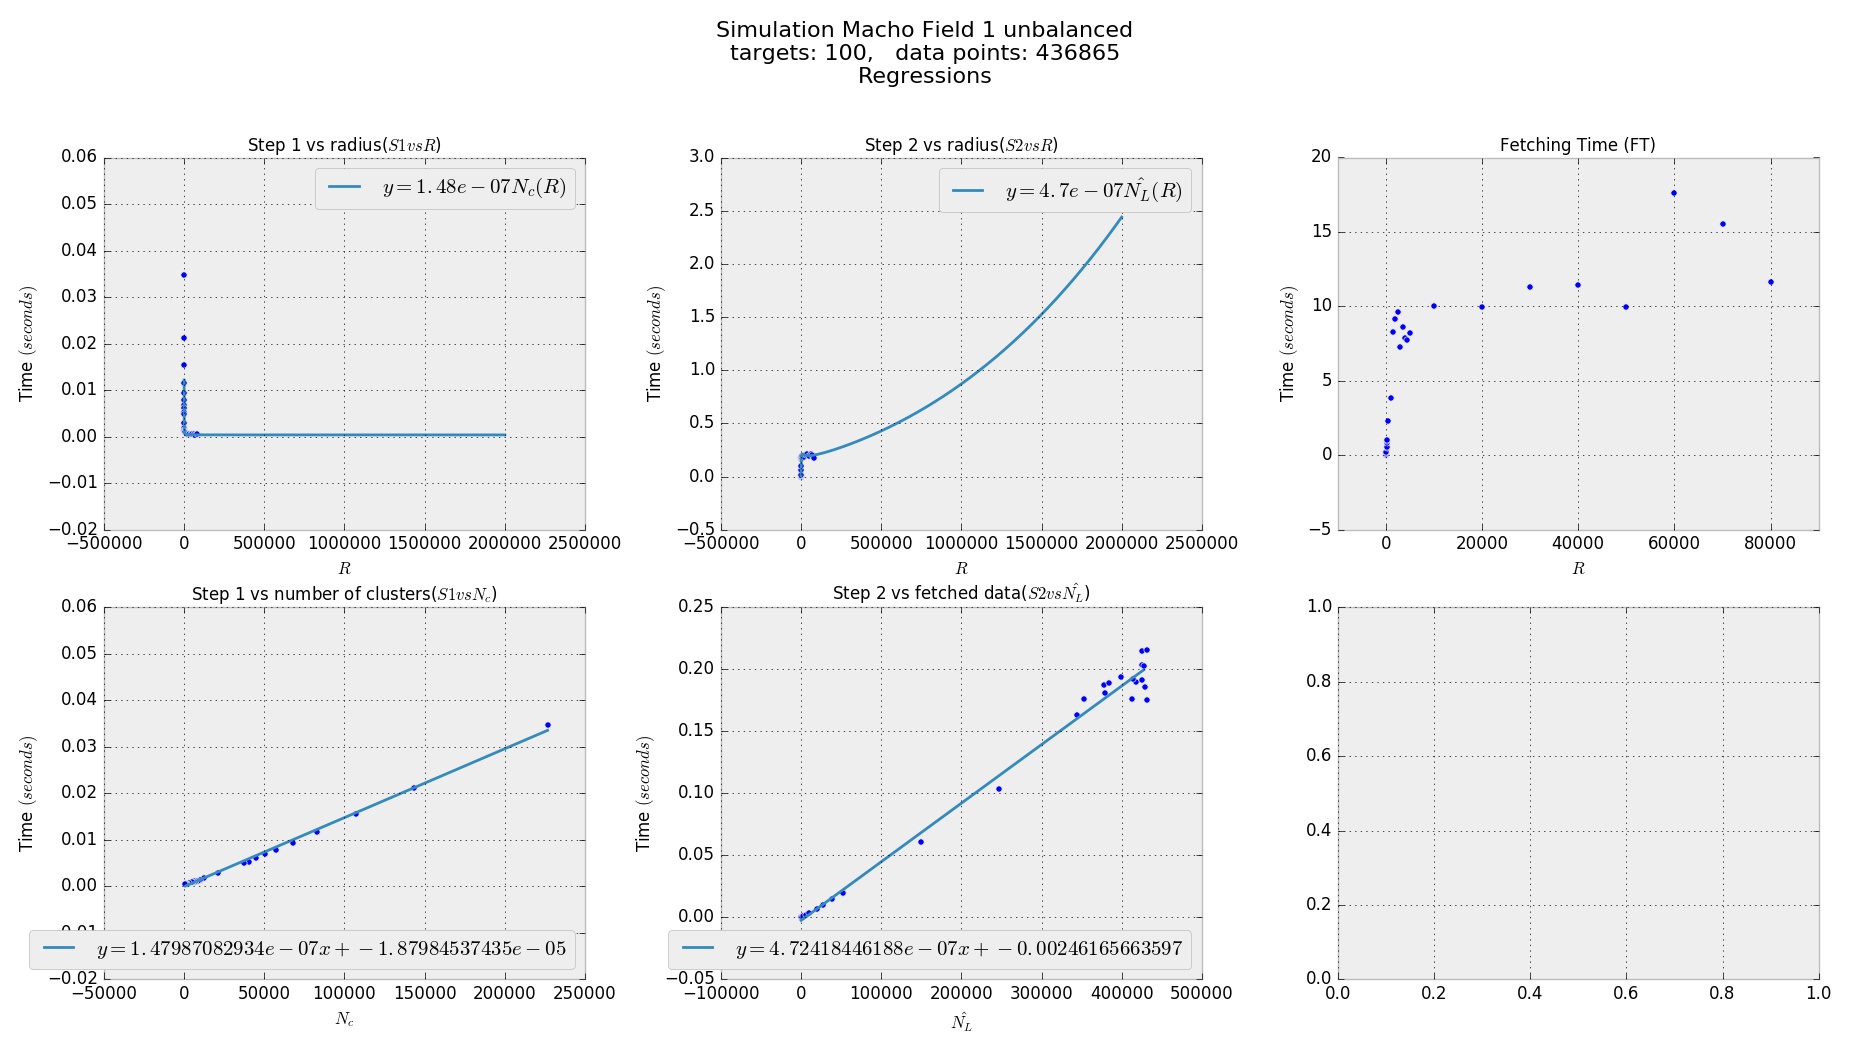 Simulation Macho Field 1 unbalanced
targets: 100,   data points: 436865
Regressions
Step 1 vs radius(S1vsR)
0.06
0.05
0.04
0.03
0.02
0.01
0.00
−0.01
−0.02
Time (seconds)
y = 1.48e − 07N_c(R)
−500000 0 500000 1000000 1500000 2000000 2500000
R
Step 2 vs radius(S2vsR)
3.0
2.5
2.0
1.5
1.0
0.5
0.0
−0.5
Time (seconds)
y = 4.7e − 07N̂_L(R)
−500000 0 500000 1000000 1500000 2000000 2500000
R
Fetching Time (FT)
20
15
10
5
0
−5
Time (seconds)
0 20000 40000 60000 80000
R
Step 1 vs number of clusters(S1vsN_c)
0.06
0.05
0.04
0.03
0.02
0.01
0.00
−0.02
Time (seconds)
y = 1.47987082934e − 07x + − 1.87984537435e − 05
−50000 0 50000 100000 150000 200000 250000
N_c
Step 2 vs fetched data(S2vsN̂_L)
0.25
0.20
0.15
0.10
0.05
0.00
−0.05
Time (seconds)
y = 4.72418446188e − 07x + − 0.00246165663597
−100000 0 100000 200000 300000 400000 500000
N̂_L
1.0
0.8
0.6
0.4
0.2
0.0
0.0 0.2 0.4 0.6 0.8 1.0